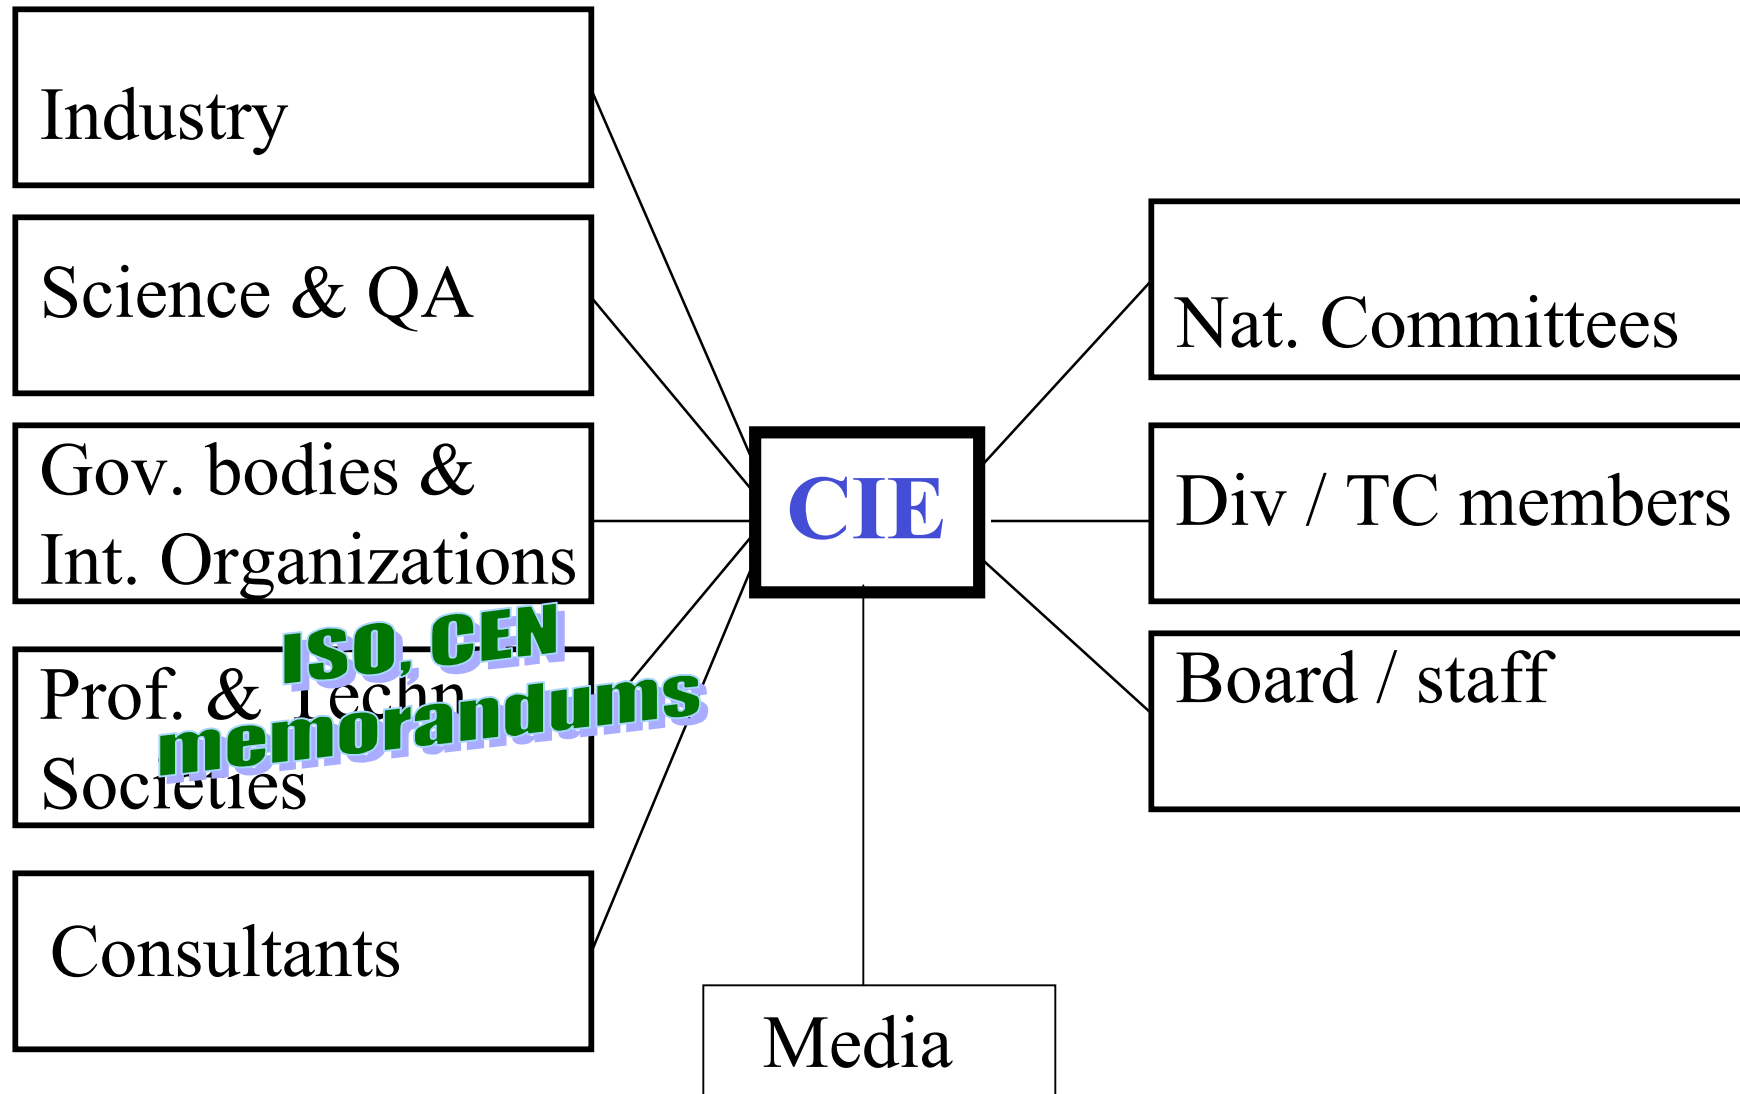 Industry
Science & QA
Gov. bodies &
Int. Organizations
ISO, CEN
memorandums
Prof. & Techn
Societies
Consultants
CIE
Media
Nat. Committees
Div / TC members
Board / staff